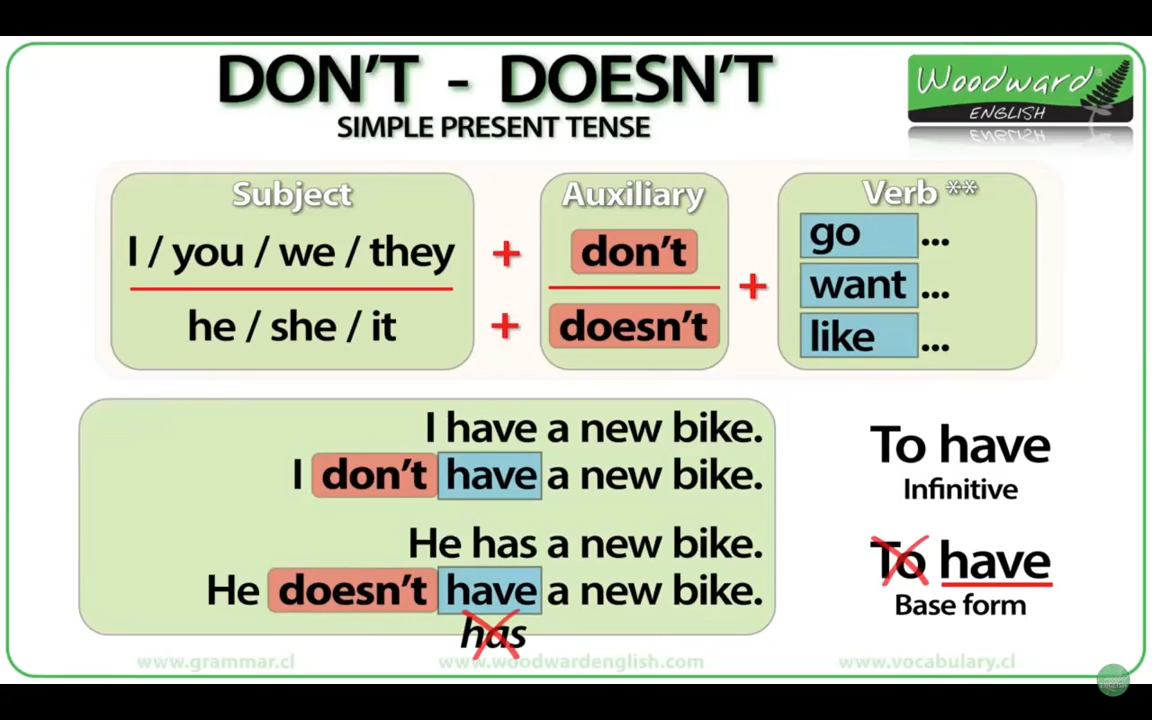 DON'T - DOESN'T
SIMPLE PRESENT TENSE
Woodward®
ENGLISH
Subject
I / you / we / they
he / she / it
+
+
Auxiliary
don't
doesn't
+
Verb **
go ...
want ...
like ...
I have a new bike.
I don't have a new bike.
He has a new bike.
He doesn't have a new bike.
has
To have
Infinitive
To have
Base form
www.grammar.cl
www.woodwardenglish.com
www.vocabulary.cl